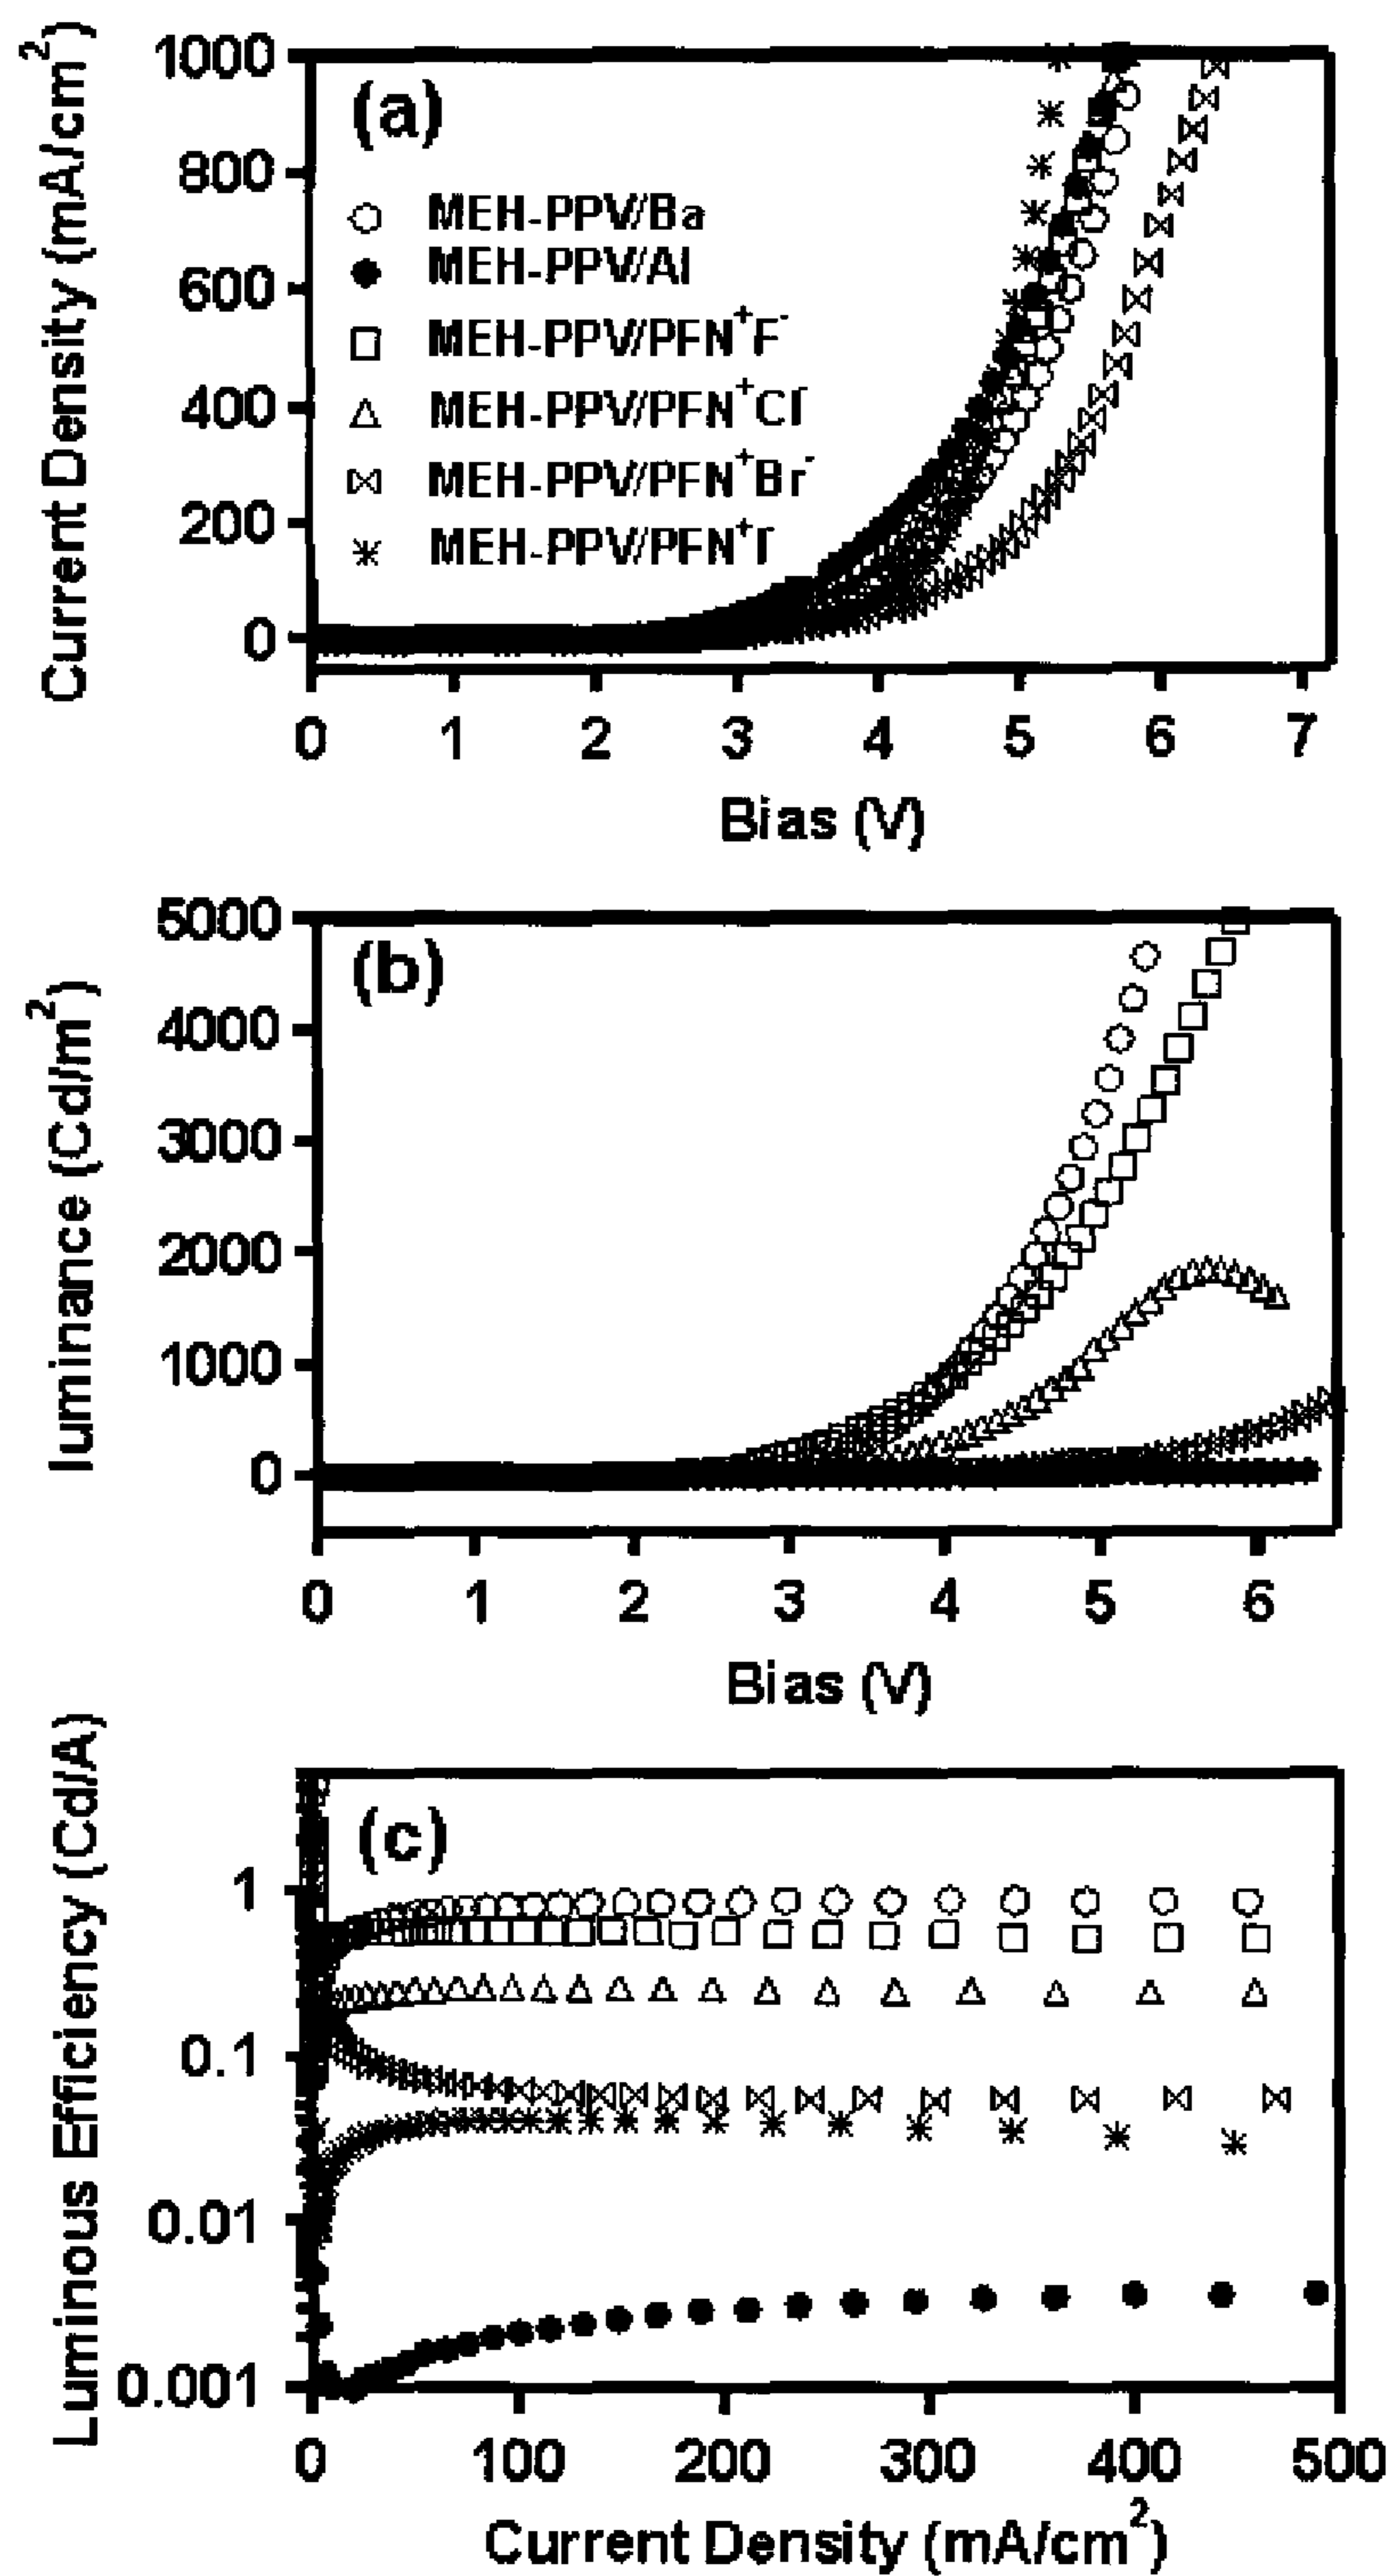 (a)
Current Density (mA/cm²)
1000
800
600
400
200
0
MEH-PPV/Ba
MEH-PPV/Al
MEH-PPV/PFN⁺F⁻
MEH-PPV/PFN⁺Cl⁻
MEH-PPV/PFN⁺Br⁻
MEH-PPV/PFN⁺I⁻
0 1 2 3 4 5 6 7
Bias (V)
(b)
luminance (Cd/m²)
5000
4000
3000
2000
1000
0
0 1 2 3 4 5 6
Bias (V)
(c)
Luminous Efficiency (Cd/A)
1
0.1
0.01
0.001
0 100 200 300 400 500
Current Density (mA/cm²)